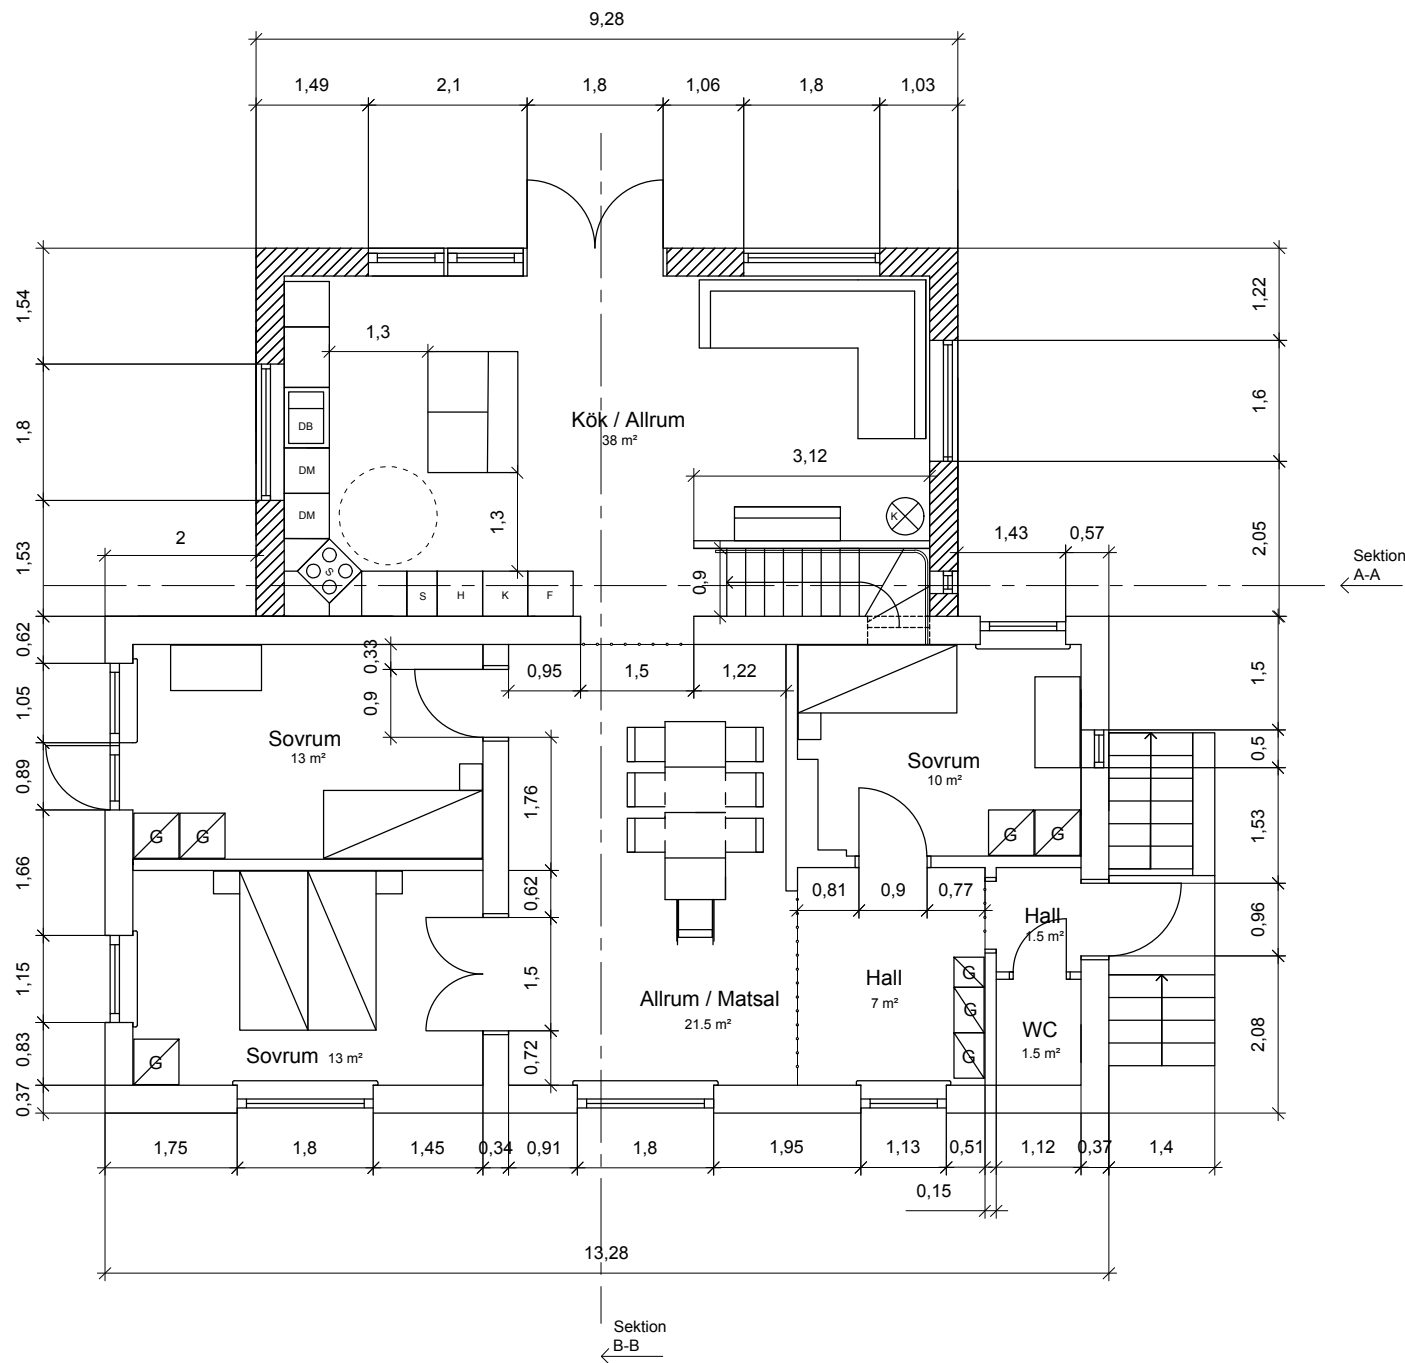 9,28
1,49 2,1 1,8 1,06 1,8 1,03
1,54
1,8
1,53
0,62
1,05
0,89
1,66
1,15
0,83
0,37
1,22
1,6
2,05
1,5
0,5
1,53
0,96
2,08
1,3
DB
DM
DM
S
S H K F
1,3
Kök / Allrum
38 m²
3,12
K
0,9
2
1,43 0,57
Sektion
A-A
0,33
0,9
0,95 1,5 1,22
Sovrum
13 m²
G G
Sovrum
10 m²
G G
1,76
0,62
1,5
0,72
0,81 0,9 0,77
Hall
1.5 m²
Hall
7 m²
G
G
G
Allrum / Matsal
21.5 m²
WC
1.5 m²
Sovrum 13 m²
G
1,75 1,8 1,45 0,34 0,91 1,8 1,95 1,13 0,51 1,12 0,37 1,4
0,15
13,28
Sektion
B-B